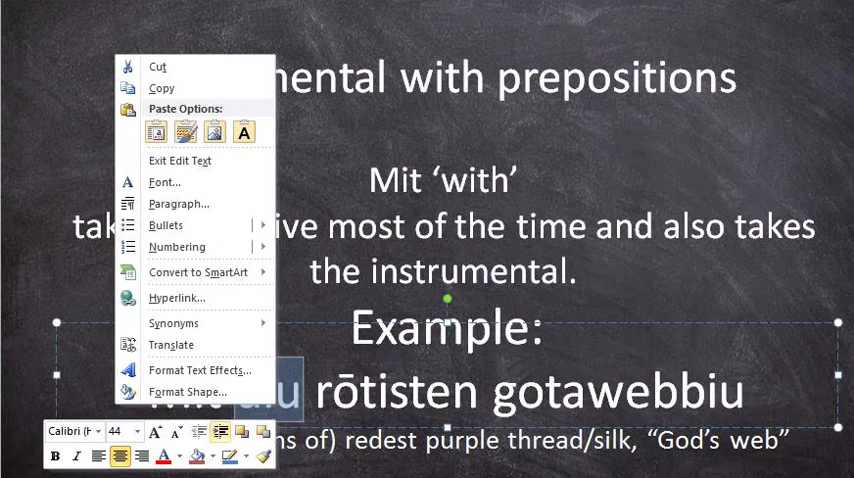 mental with prepositions
Mit ‘with’
tak ive most of the time and also takes
the instrumental.
Example:
diu rōtisten gotawebbiu
ns of) redest purple thread/silk, “God’s web”
Cut
Copy
Paste Options:
Exit Edit Text
Font...
Paragraph...
Bullets
Numbering
Convert to SmartArt
Hyperlink...
Synonyms
Translate
Format Text Effects...
Format Shape...
Calibri (H 44
B I A